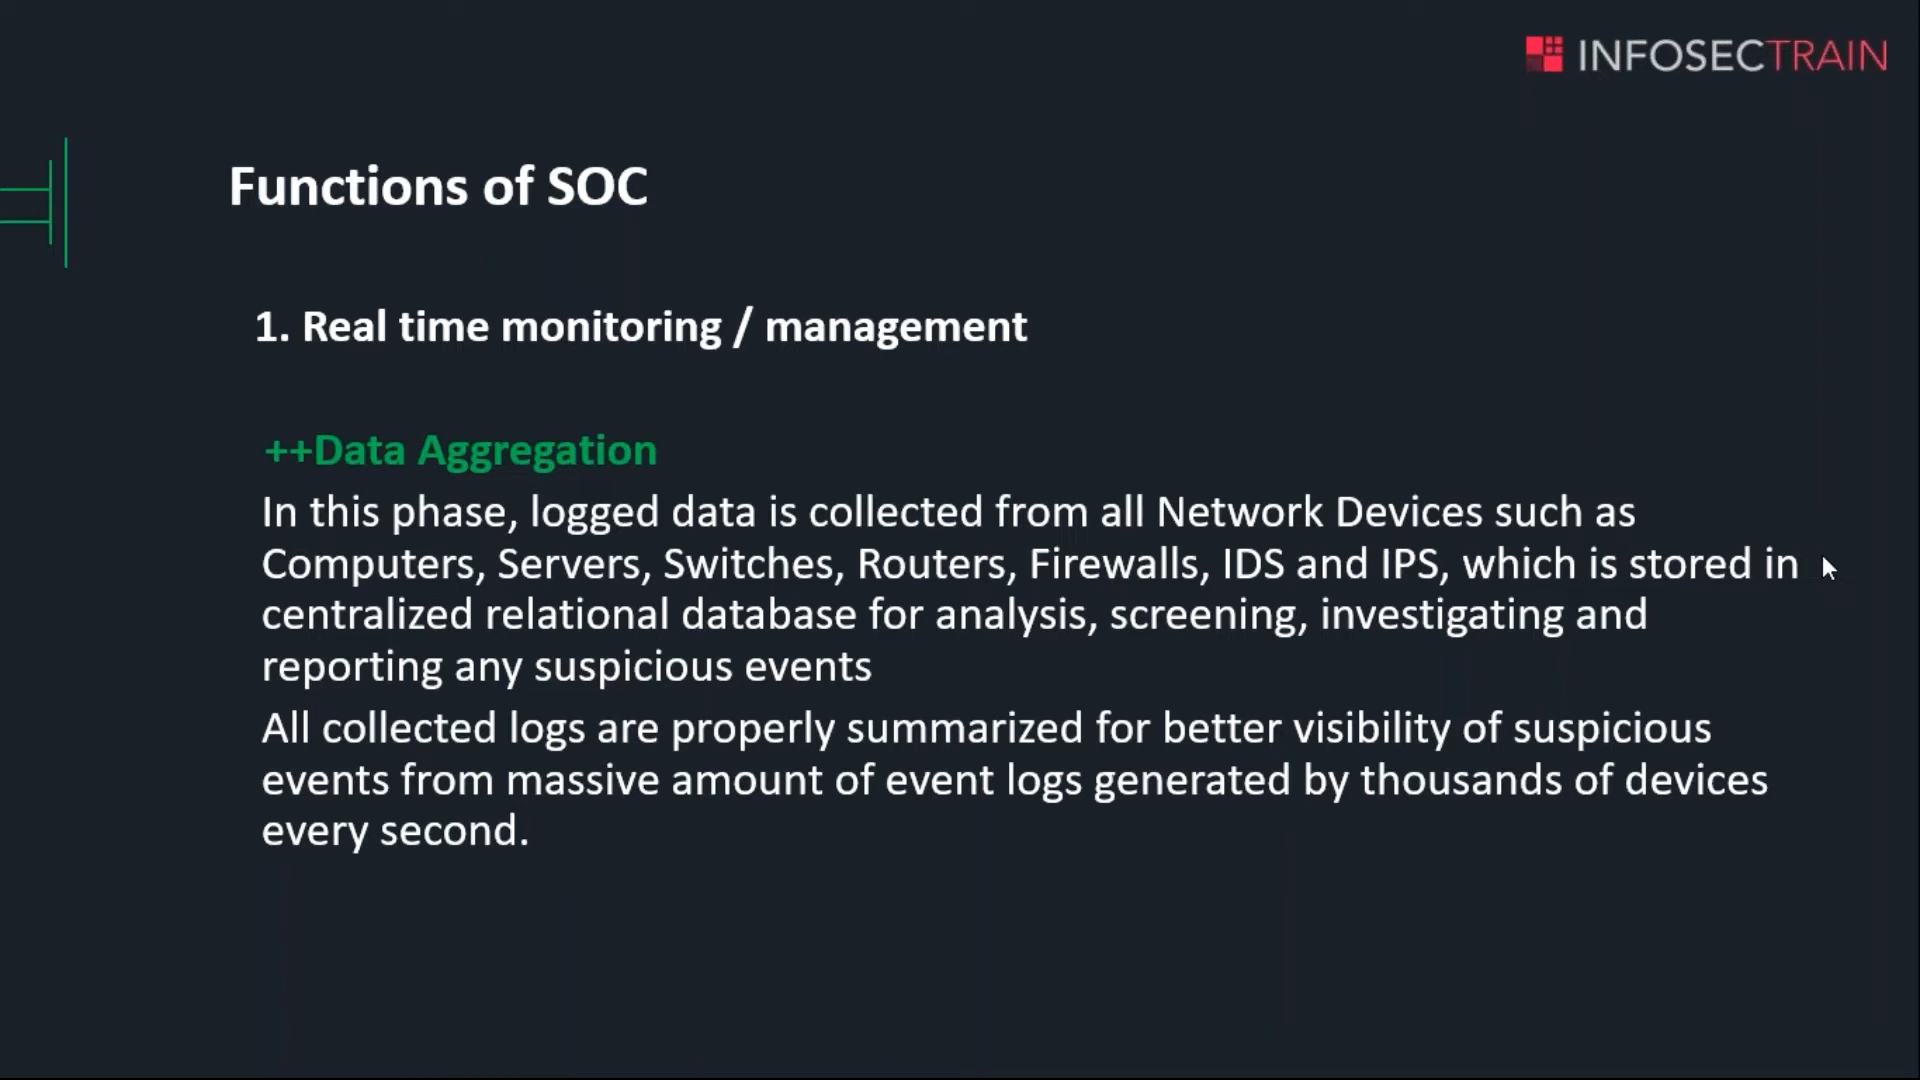 INFOSECTRAIN
Functions of SOC
1. Real time monitoring / management
++Data Aggregation
In this phase, logged data is collected from all Network Devices such as
Computers, Servers, Switches, Routers, Firewalls, IDS and IPS, which is stored in
centralized relational database for analysis, screening, investigating and
reporting any suspicious events
All collected logs are properly summarized for better visibility of suspicious
events from massive amount of event logs generated by thousands of devices
every second.